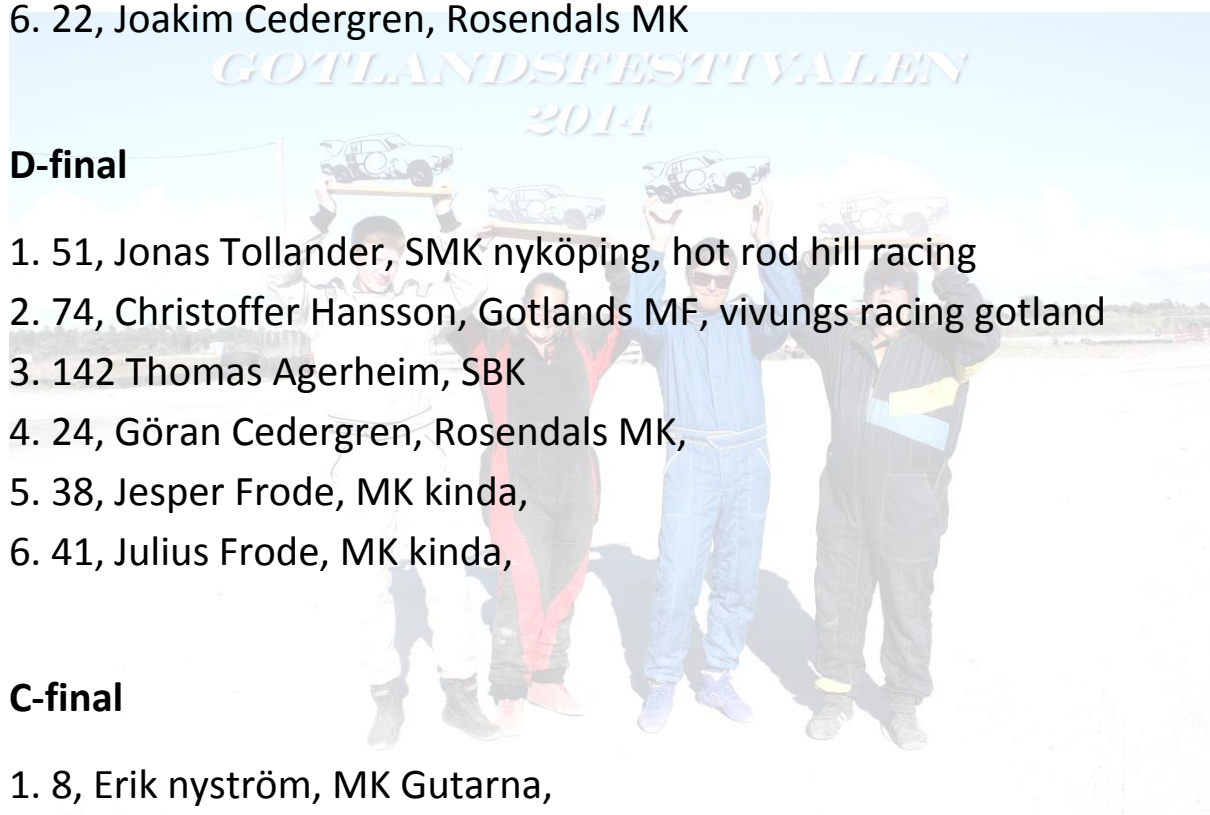 6. 22, Joakim Cedergren, Rosendals MK
GOTLANDSFESTIVALEN
2014
D-final
1. 51, Jonas Tollander, SMK nyköping, hot rod hill racing
2. 74, Christoffer Hansson, Gotlands MF, vivungs racing gotland
3. 142 Thomas Agerheim, SBK
4. 24, Göran Cedergren, Rosendals MK,
5. 38, Jesper Frode, MK kinda,
6. 41, Julius Frode, MK kinda,
C-final
1. 8, Erik nyström, MK Gutarna,